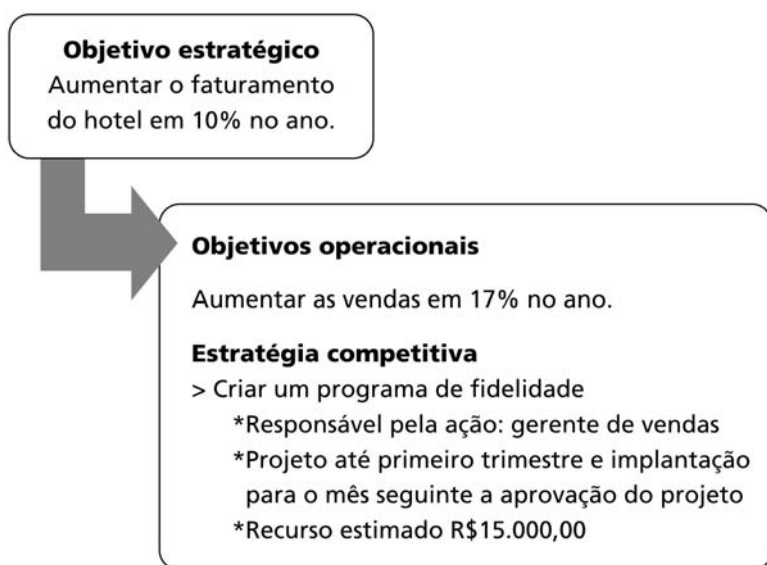 Objetivo estratégico
Aumentar o faturamento
do hotel em 10% no ano.
Objetivos operacionais
Aumentar as vendas em 17% no ano.
Estratégia competitiva
> Criar um programa de fidelidade
*Responsável pela ação: gerente de vendas
*Projeto até primeiro trimestre e implantação
para o mês seguinte a aprovação do projeto
*Recurso estimado R$15.000,00